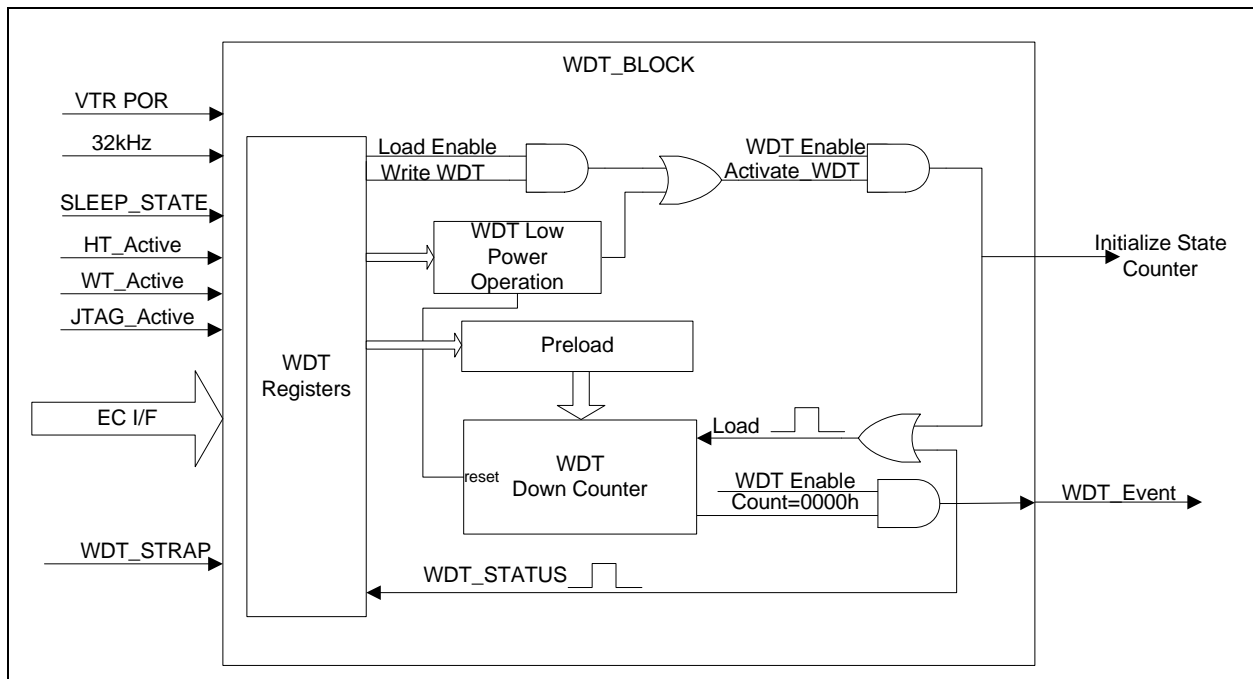 WDT_BLOCK
VTR POR
32kHz
SLEEP_STATE
HT_Active
WT_Active
JTAG_Active
EC I/F
WDT_STRAP
WDT
Registers
Load Enable
Write WDT
WDT Enable
Activate_WDT
WDT Low
Power
Operation
Initialize State
Counter
Preload
Load
reset
WDT
Down Counter
WDT Enable
Count=0000h
WDT_Event
WDT_STATUS